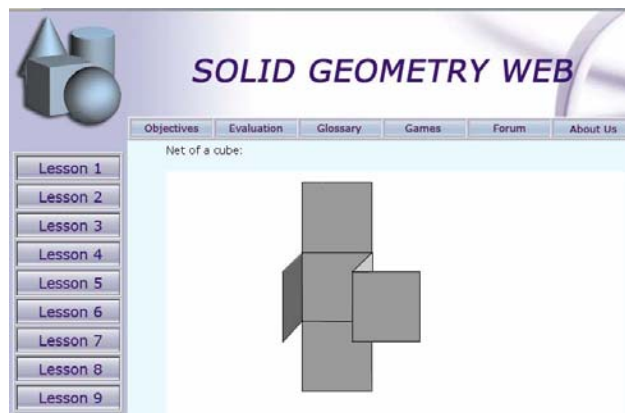 SOLID GEOMETRY WEB
Objectives Evaluation Glossary Games Forum About Us
Net of a cube:
Lesson 1
Lesson 2
Lesson 3
Lesson 4
Lesson 5
Lesson 6
Lesson 7
Lesson 8
Lesson 9